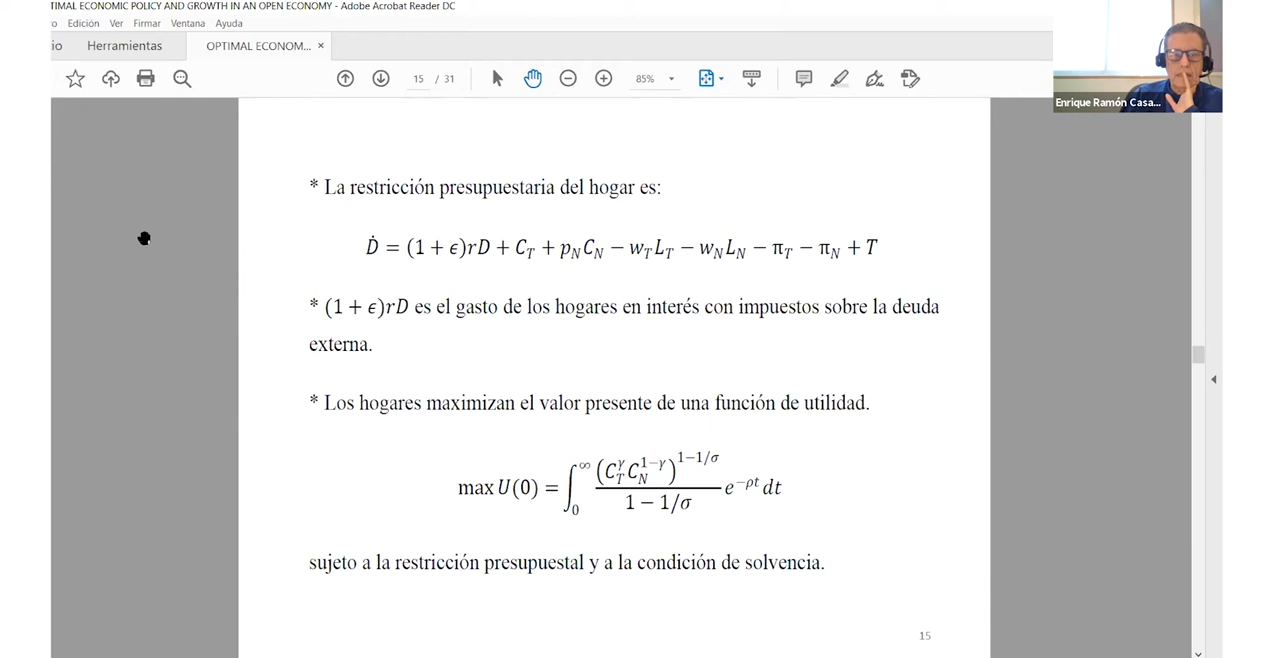 TIMAL ECONOMIC POLICY AND GROWTH IN AN OPEN ECONOMY - Adobe Acrobat Reader DC
o Edición Ver Firmar Ventana Ayuda
io Herramientas OPTIMAL ECONOM... ×
15 / 31 85%
Enrique Ramón Casa...
* La restricción presupuestaria del hogar es:
Ḋ = (1 + ϵ)rD + C_T + p_N C_N − w_T L_T − w_N L_N − π_T − π_N + T
* (1 + ϵ)rD es el gasto de los hogares en interés con impuestos sobre la deuda
externa.
* Los hogares maximizan el valor presente de una función de utilidad.
max U(0) = ∫_0^∞ (C_T^γ C_N^{1−γ})^{1−1/σ} / (1 − 1/σ) e^{−ρt} dt
sujeto a la restricción presupuestal y a la condición de solvencia.
15